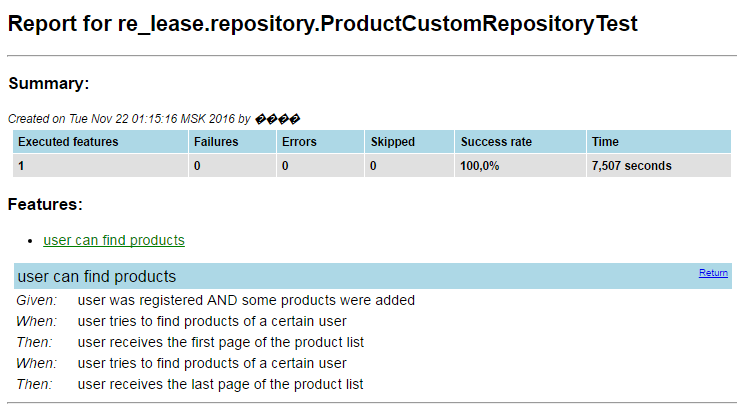 Report for re_lease.repository.ProductCustomRepositoryTest
Summary:
Created on Tue Nov 22 01:15:16 MSK 2016 by ����
Executed features Failures Errors Skipped Success rate Time
1 0 0 0 100,0% 7,507 seconds
Features:
user can find products
user can find products Return
Given: user was registered AND some products were added
When: user tries to find products of a certain user
Then: user receives the first page of the product list
When: user tries to find products of a certain user
Then: user receives the last page of the product list